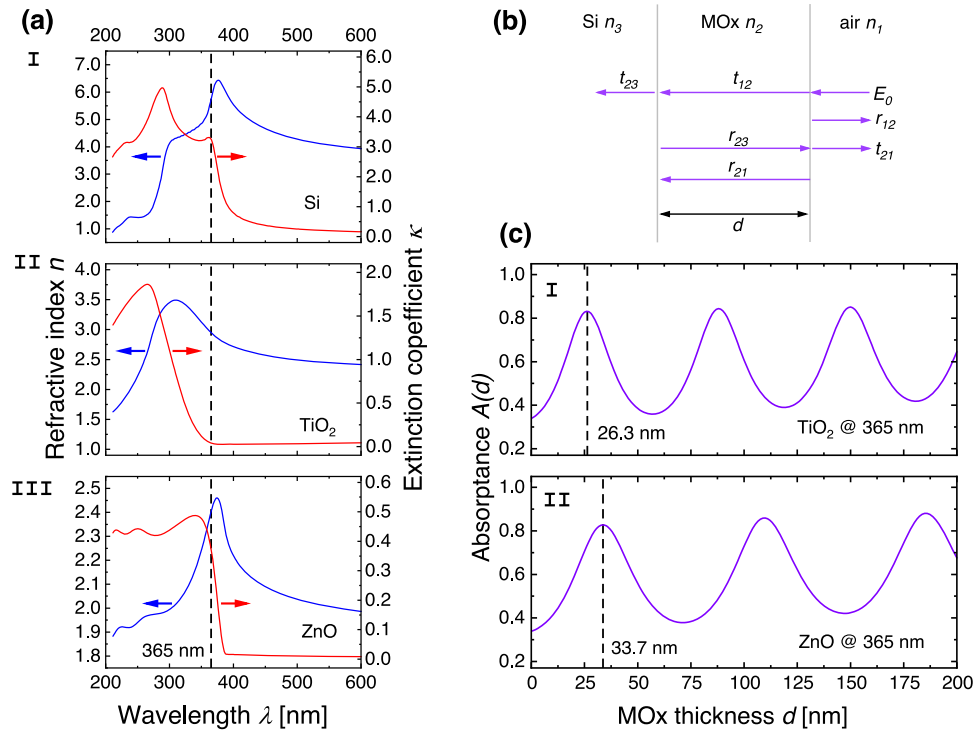 (a)
200 300 400 500 600
I
6.0
7.0
6.0
5.0
5.0
4.0
4.0
3.0
3.0
2.0
2.0
1.0
1.0
0.0
Si
II
4.0
3.5
3.0
2.5
2.0
1.5
1.0
2.0
1.5
1.0
0.5
0.0
TiO2
III
2.5
2.4
2.3
2.2
2.1
2.0
1.9
1.8
0.6
0.5
0.4
0.3
0.2
0.1
0.0
ZnO
365 nm
200 300 400 500 600
Refractive index n
Extinction copefficient κ
Wavelength λ [nm]
(b)
Si n3 MOx n2 air n1
t23 t12 E0
r12
r23 t21
r21
d
(c)
1.0
0.8
0.6
0.4
0.2
I
26.3 nm
TiO2 @ 365 nm
1.0
0.8
0.6
0.4
0.2
II
33.7 nm
ZnO @ 365 nm
0 25 50 75 100 125 150 175 200
Absorptance A(d)
MOx thickness d [nm]